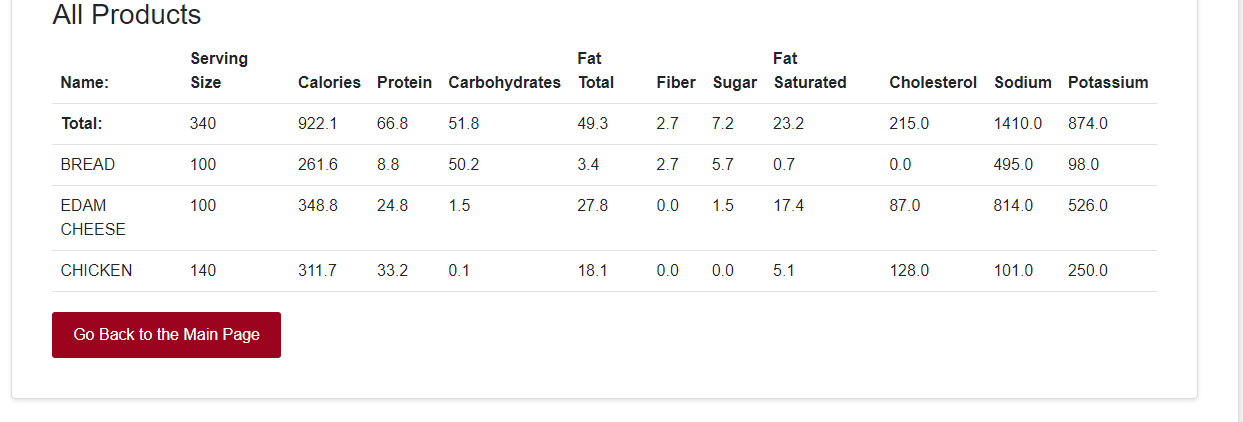 All Products
Name: Serving Size Calories Protein Carbohydrates Fat Total Fiber Sugar Fat Saturated Cholesterol Sodium Potassium
Total: 340 922.1 66.8 51.8 49.3 2.7 7.2 23.2 215.0 1410.0 874.0
BREAD 100 261.6 8.8 50.2 3.4 2.7 5.7 0.7 0.0 495.0 98.0
EDAM CHEESE 100 348.8 24.8 1.5 27.8 0.0 1.5 17.4 87.0 814.0 526.0
CHICKEN 140 311.7 33.2 0.1 18.1 0.0 0.0 5.1 128.0 101.0 250.0
Go Back to the Main Page